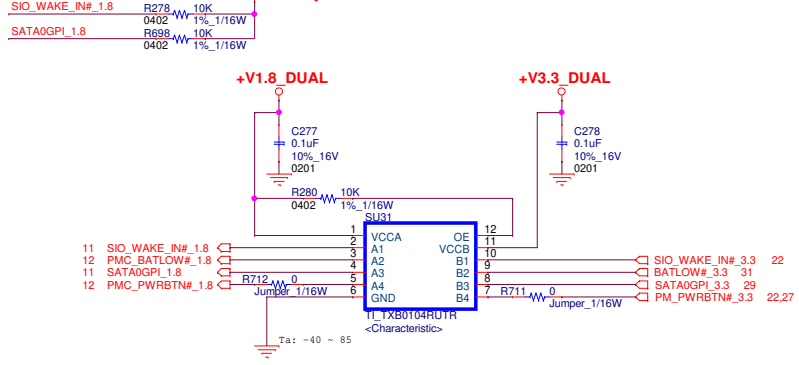 SIO_WAKE_IN#_1.8 R278 10K
0402 1%_1/16W
SATA0GPI_1.8 R698 10K
0402 1%_1/16W
+V1.8_DUAL +V3.3_DUAL
C277
0.1uF
10%_16V
0201
C278
0.1uF
10%_16V
0201
R280 10K
0402 1%_1/16W
SU31
1 VCCA OE 12
2 A1 VCCB 11
3 A2 B1 10
4 A3 B2 9
5 A4 B3 8
6 GND B4 7
11 SIO_WAKE_IN#_1.8
12 PMC_BATLOW#_1.8
11 SATA0GPI_1.8
12 PMC_PWRBTN#_1.8
R712 0
Jumper_1/16W
SIO_WAKE_IN#_3.3 22
BATLOW#_3.3 31
SATA0GPI_3.3 29
PM_PWRBTN#_3.3 22,27
R711 0
Jumper_1/16W
TI_TXB0104RUTR
<Characteristic>
Ta: -40 ~ 85